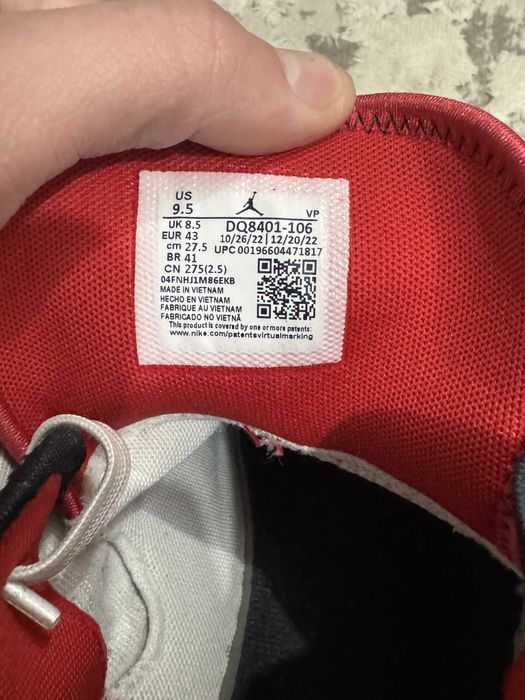 US
9.5
VP
UK 8.5
DQ8401-106
EUR 43
10/26/22 | 12/20/22
cm 27.5
UPC 00196604471817
BR 41
CN 275(2.5)
04FNHJ1M86EKB
MADE IN VIETNAM
HECHO EN VIETNAM
FABRIQUE AU VIETNAM
FABRICADO NO VIETNÃ
This product is covered by one or more patents:
www.nike.com/patentsvirtualmarking